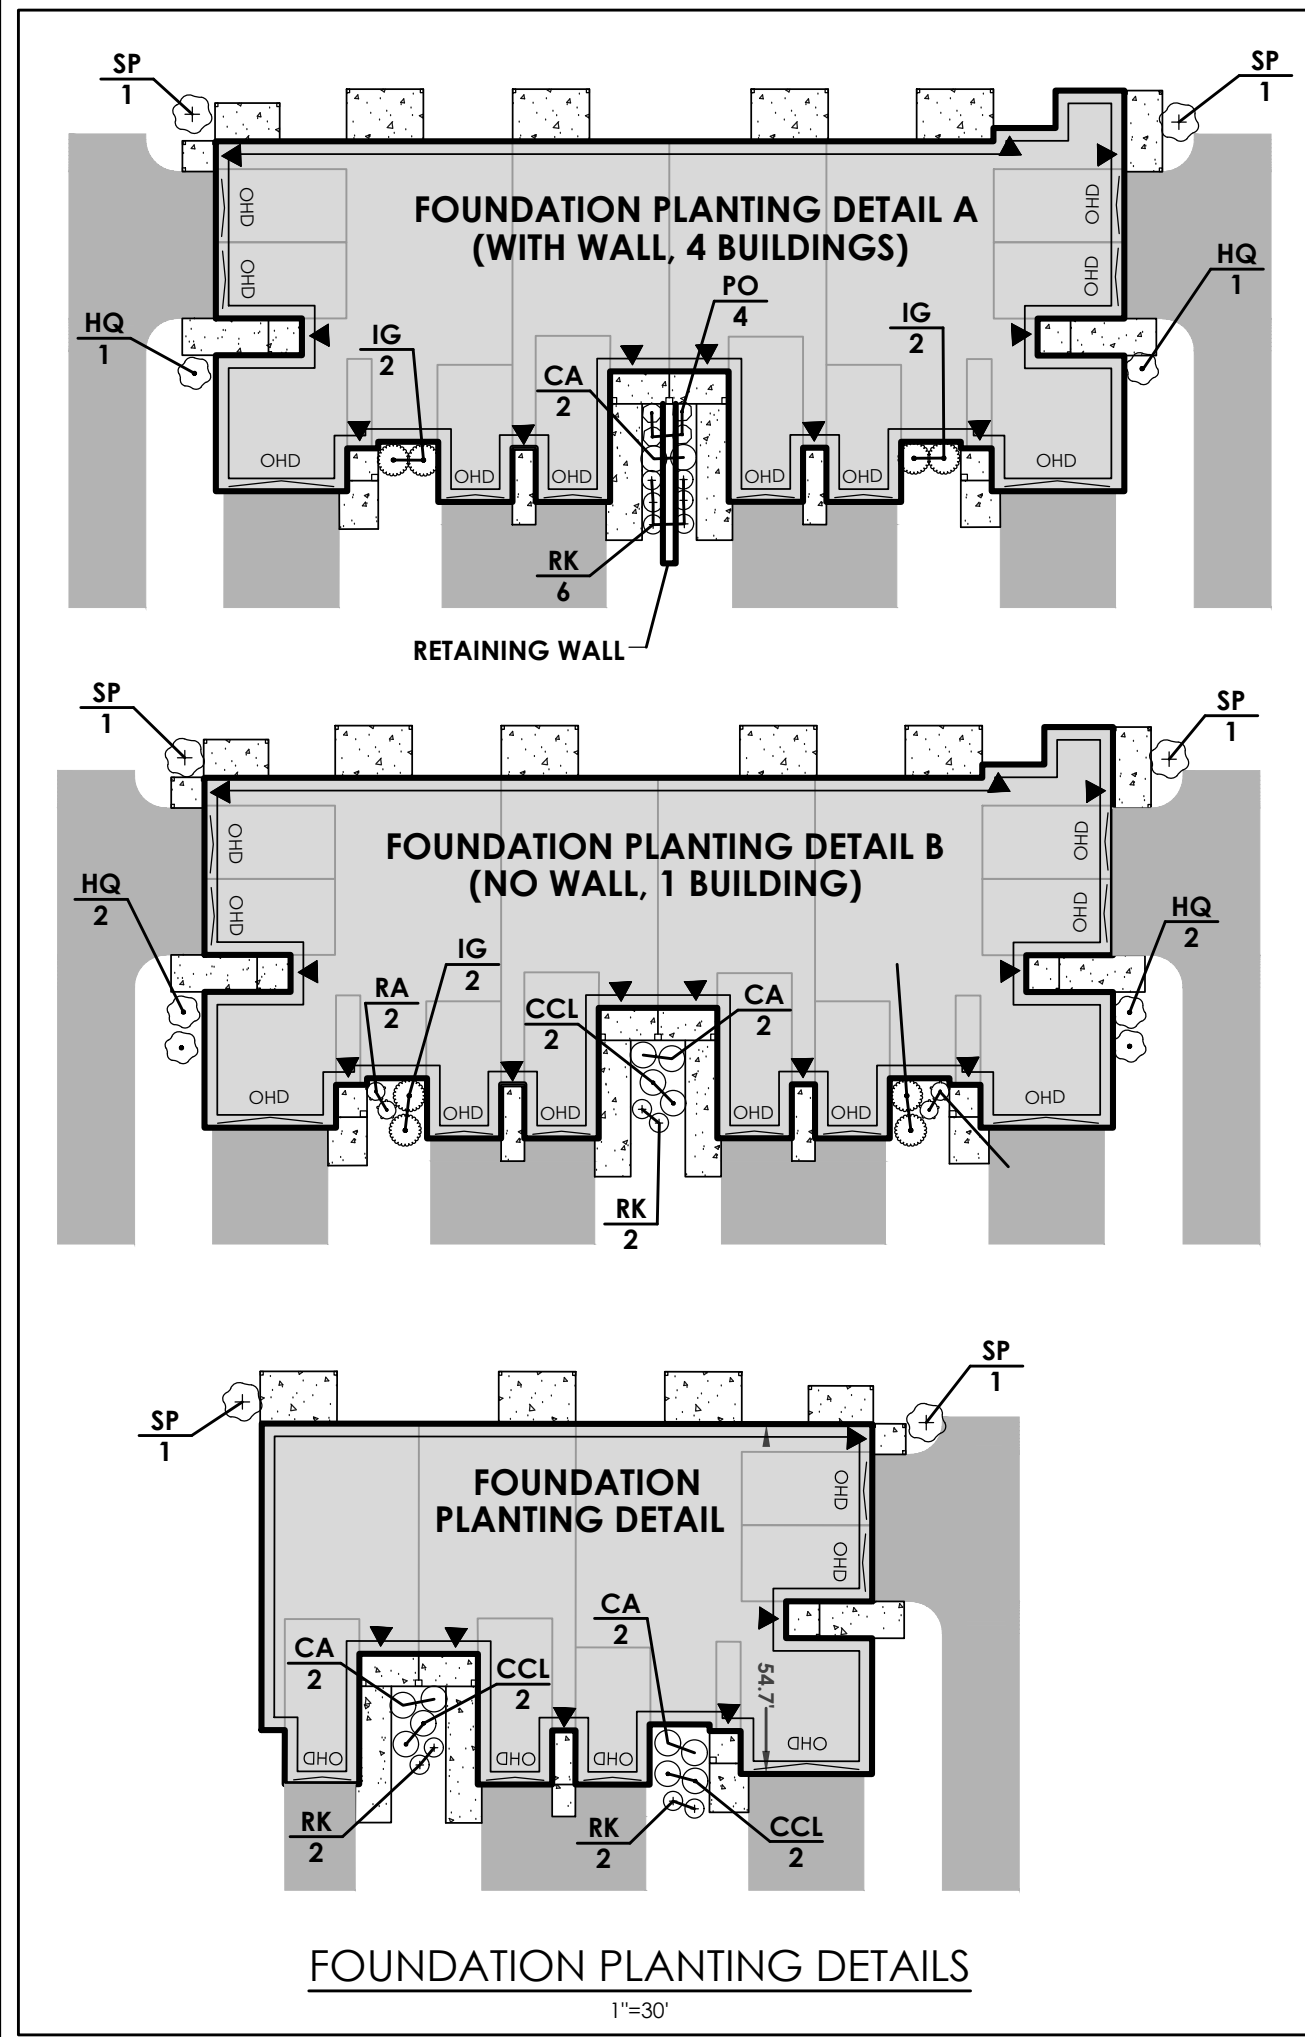 SP
1
SP
1
OHD
OHD
FOUNDATION PLANTING DETAIL A
(WITH WALL, 4 BUILDINGS)
OHD
OHD
HQ
1
PO
4
HQ
1
IG
2
IG
2
CA
2
OHD
OHD
OHD
OHD
OHD
OHD
RK
6
RETAINING WALL
SP
1
SP
1
OHD
OHD
FOUNDATION PLANTING DETAIL B
(NO WALL, 1 BUILDING)
OHD
OHD
HQ
2
HQ
2
IG
2
RA
2
CCL
2
CA
2
OHD
OHD
OHD
OHD
OHD
OHD
RK
2
SP
1
SP
1
FOUNDATION
PLANTING DETAIL
OHD
OHD
CA
2
CA
2
CCL
2
54.7'
OHD
OHD
OHD
OHD
RK
2
RK
2
CCL
2
FOUNDATION PLANTING DETAILS
1"=30'